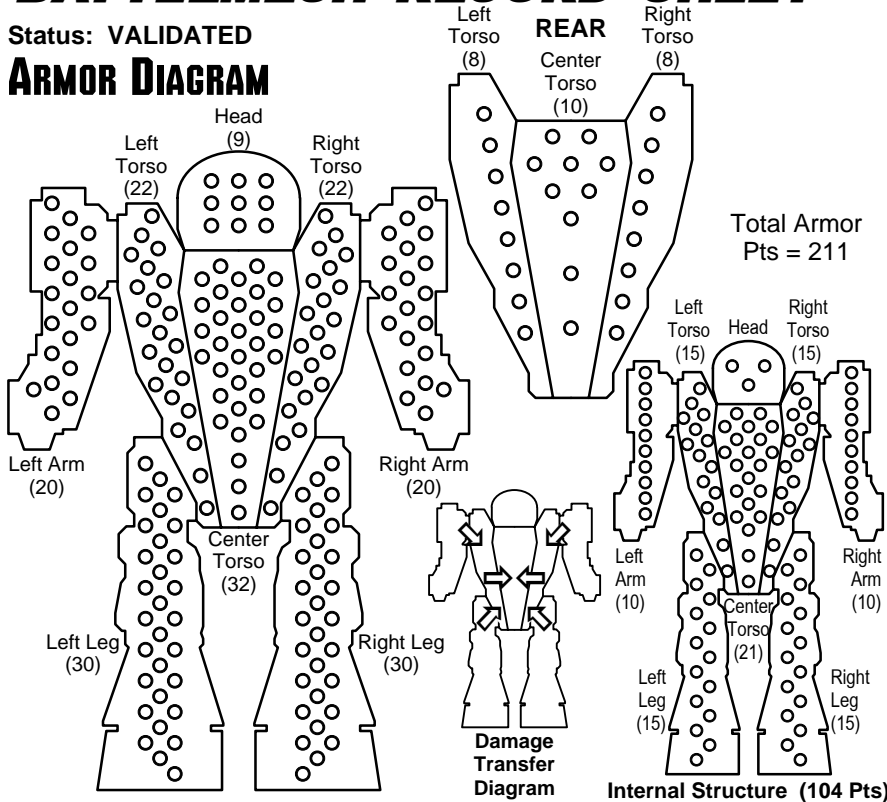 BATTLEMECH RECORD SHEET
Status: VALIDATED
ARMOR DIAGRAM
Head
(9)
Left
Torso
(22)
Right
Torso
(22)
Left Arm
(20)
Right Arm
(20)
Center
Torso
(32)
Left Leg
(30)
Right Leg
(30)
REAR
Left
Torso
(8)
Center
Torso
(10)
Right
Torso
(8)
Total Armor
Pts = 211
Left
Torso
(15)
Head
Right
Torso
(15)
Left
Arm
(10)
Right
Arm
(10)
Center
Torso
(21)
Left
Leg
(15)
Right
Leg
(15)
Damage
Transfer
Diagram
Internal Structure (104 Pts)